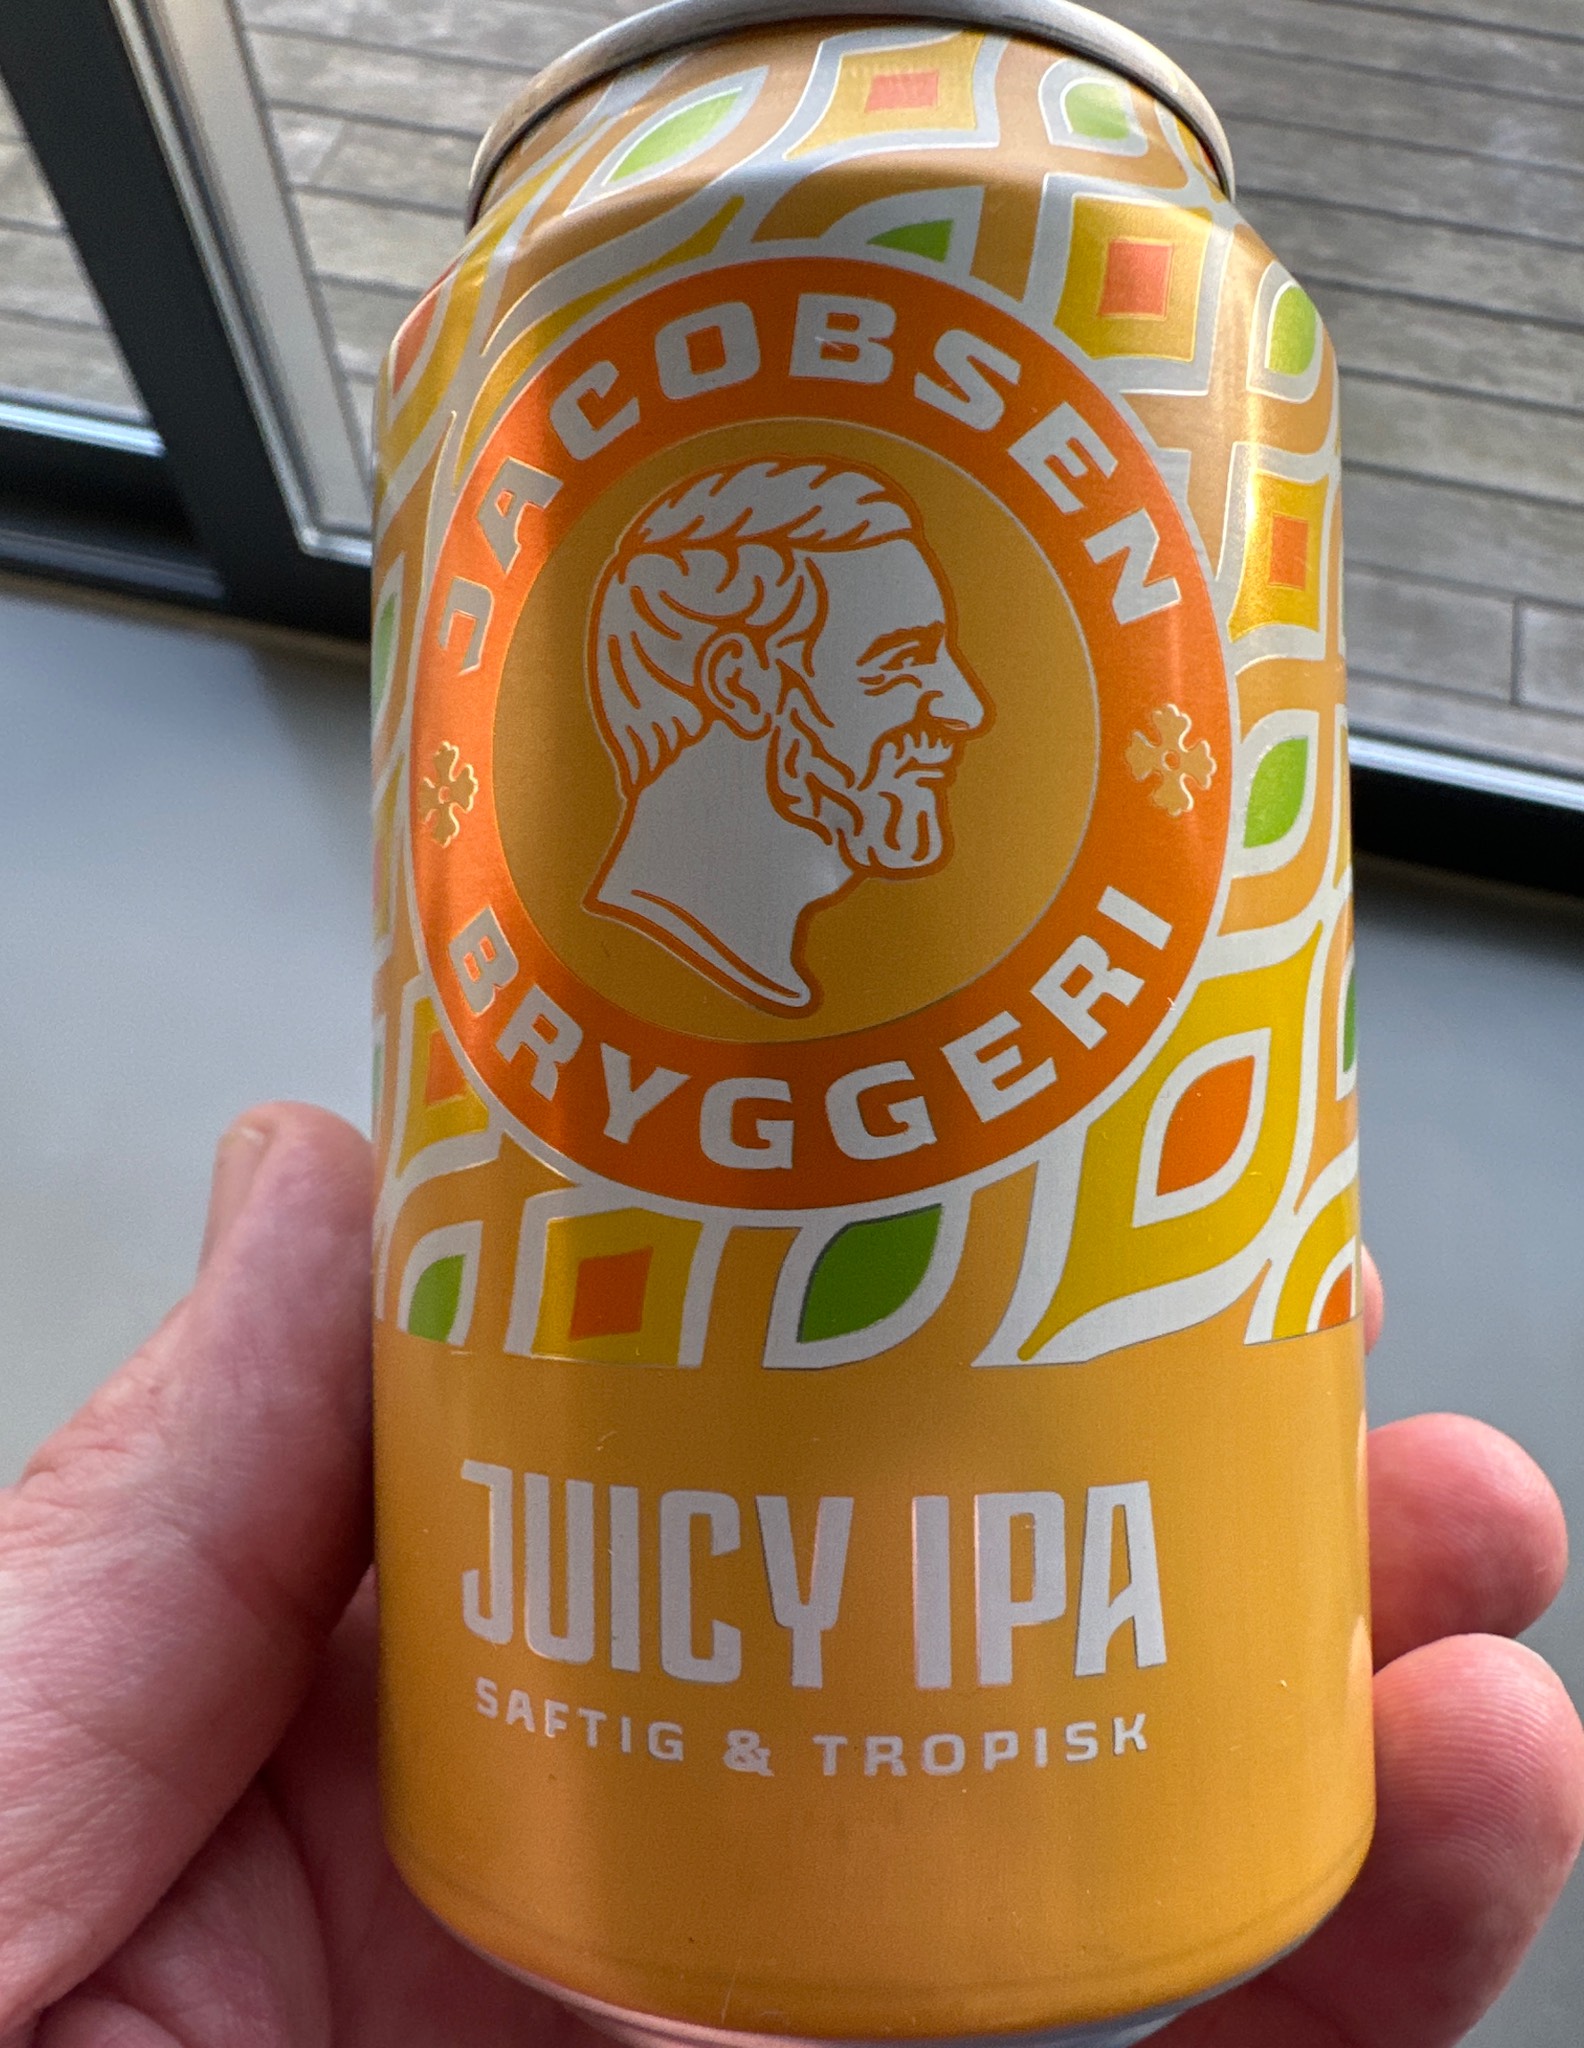 JACOBSEN
BRYGGERI
JUICY IPA
SAFTIG & TROPISK